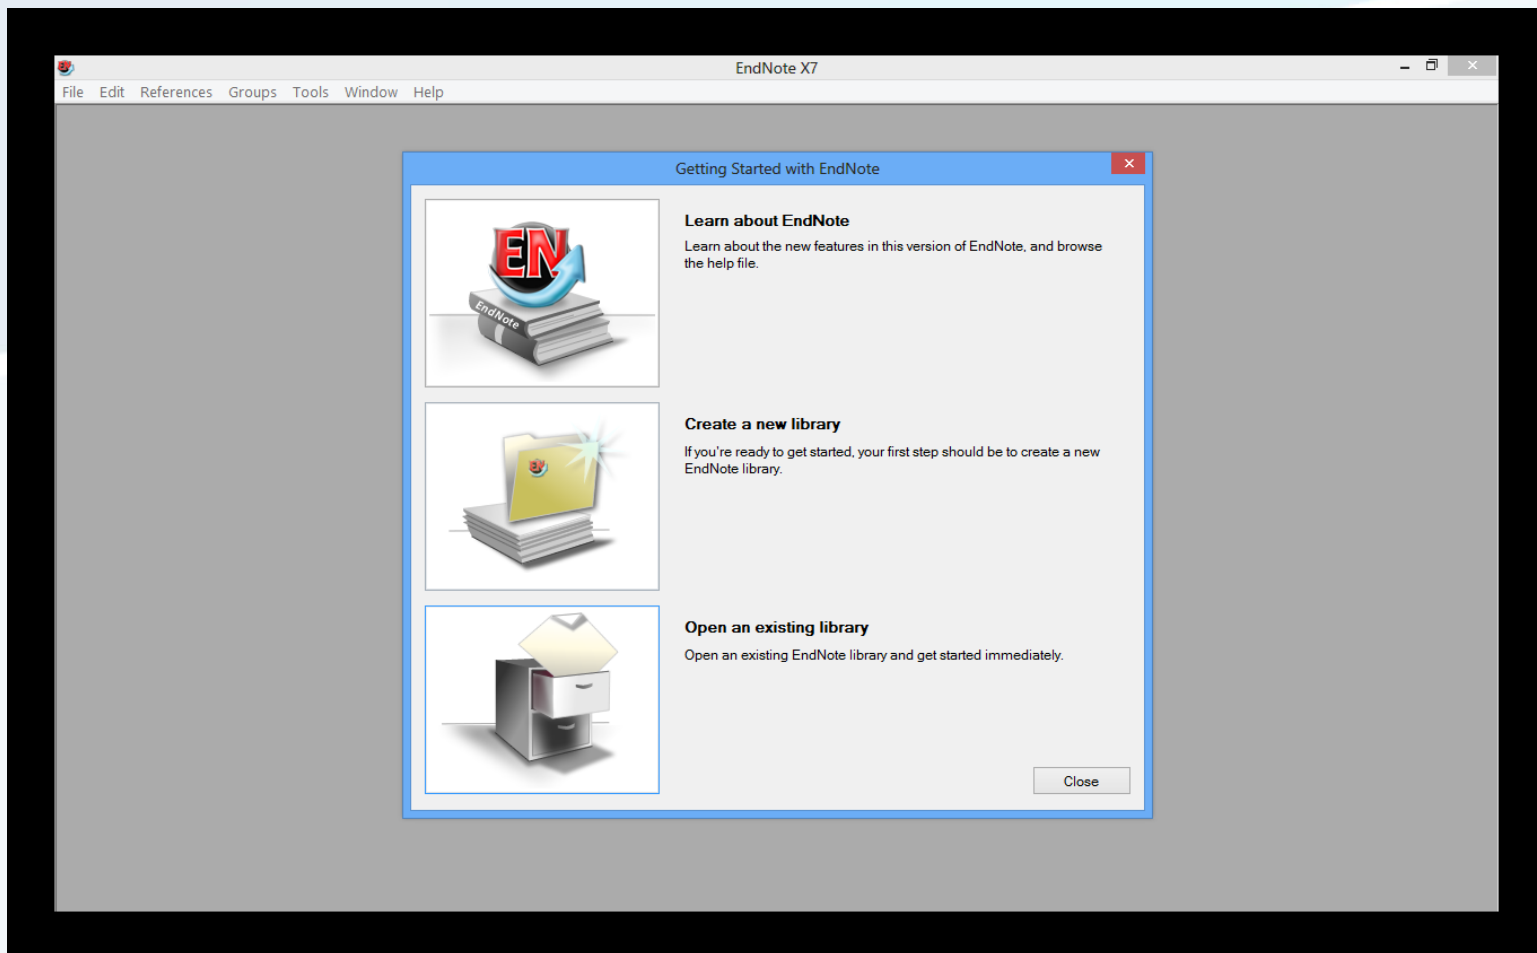 EndNote X7
File Edit References Groups Tools Window Help
Getting Started with EndNote
EN
EndNote
Learn about EndNote
Learn about the new features in this version of EndNote, and browse
the help file.
Create a new library
If you're ready to get started, your first step should be to create a new
EndNote library.
EN
Open an existing library
Open an existing EndNote library and get started immediately.
Close